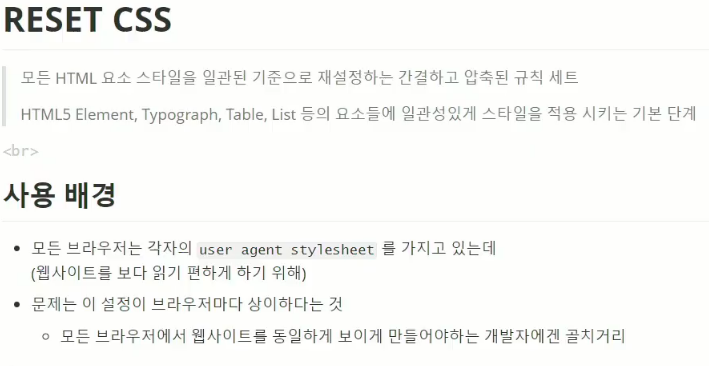 RESET CSS
모든 HTML 요소 스타일을 일관된 기준으로 재설정하는 간결하고 압축된 규칙 세트
HTML5 Element, Typograph, Table, List 등의 요소들에 일관성있게 스타일을 적용 시키는 기본 단계
<br>
사용 배경
• 모든 브라우저는 각자의 user agent stylesheet 를 가지고 있는데
(웹사이트를 보다 읽기 편하게 하기 위해)
• 문제는 이 설정이 브라우저마다 상이하다는 것
◦ 모든 브라우저에서 웹사이트를 동일하게 보이게 만들어야하는 개발자에겐 골치거리